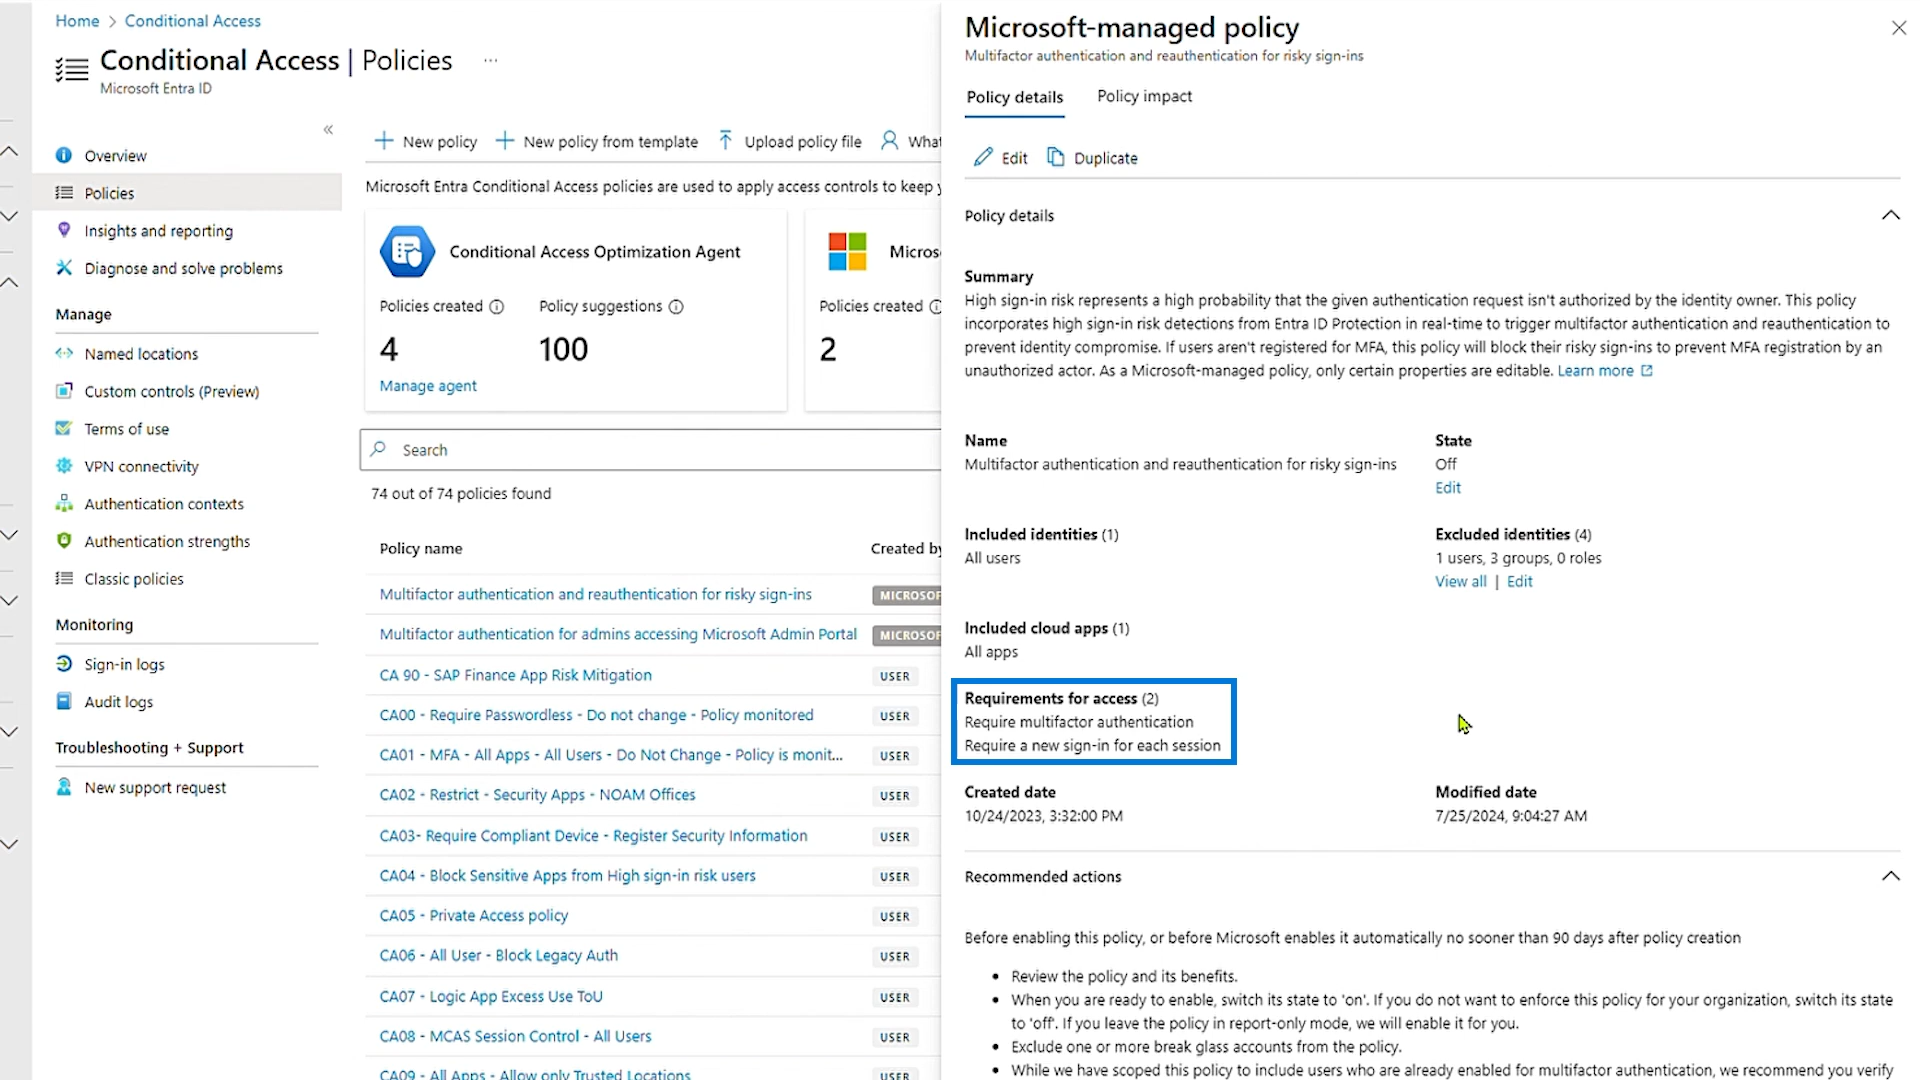 Home > Conditional Access
Conditional Access | Policies ...
Microsoft Entra ID
Overview
Policies
Insights and reporting
Diagnose and solve problems
Manage
Named locations
Custom controls (Preview)
Terms of use
VPN connectivity
Authentication contexts
Authentication strengths
Classic policies
Monitoring
Sign-in logs
Audit logs
Troubleshooting + Support
New support request
New policy
New policy from template
Upload policy file
What
Microsoft Entra Conditional Access policies are used to apply access controls to keep
Conditional Access Optimization Agent
Policies created
Policy suggestions
4
100
Manage agent
Micros
Policies created
2
Search
74 out of 74 policies found
Policy name
Created by
Multifactor authentication and reauthentication for risky sign-ins
MICROSOF
Multifactor authentication for admins accessing Microsoft Admin Portal
MICROSOF
CA 90 - SAP Finance App Risk Mitigation
USER
CA00 - Require Passwordless - Do not change - Policy monitored
USER
CA01 - MFA - All Apps - All Users - Do Not Change - Policy is monit...
USER
CA02 - Restrict - Security Apps - NOAM Offices
USER
CA03- Require Compliant Device - Register Security Information
USER
CA04 - Block Sensitive Apps from High sign-in risk users
USER
CA05 - Private Access policy
USER
CA06 - All User - Block Legacy Auth
USER
CA07 - Logic App Excess Use ToU
USER
CA08 - MCAS Session Control - All Users
USER
CA09 - All Apps - Allow only Trusted Locations
USER
Microsoft-managed policy
Multifactor authentication and reauthentication for risky sign-ins
Policy details
Policy impact
Edit
Duplicate
Policy details
Summary
High sign-in risk represents a high probability that the given authentication request isn't authorized by the identity owner. This policy
incorporates high sign-in risk detections from Entra ID Protection in real-time to trigger multifactor authentication and reauthentication to
prevent identity compromise. If users aren't registered for MFA, this policy will block their risky sign-ins to prevent MFA registration by an
unauthorized actor. As a Microsoft-managed policy, only certain properties are editable. Learn more
Name
Multifactor authentication and reauthentication for risky sign-ins
State
Off
Edit
Included identities (1)
All users
Excluded identities (4)
1 users, 3 groups, 0 roles
View all | Edit
Included cloud apps (1)
All apps
Requirements for access (2)
Require multifactor authentication
Require a new sign-in for each session
Created date
10/24/2023, 3:32:00 PM
Modified date
7/25/2024, 9:04:27 AM
Recommended actions
Before enabling this policy, or before Microsoft enables it automatically no sooner than 90 days after policy creation
• Review the policy and its benefits.
• When you are ready to enable, switch its state to 'on'. If you do not want to enforce this policy for your organization, switch its state
to 'off'. If you leave the policy in report-only mode, we will enable it for you.
• Exclude one or more break glass accounts from the policy.
• While we have scoped this policy to include users who are already enabled for multifactor authentication, we recommend you verify